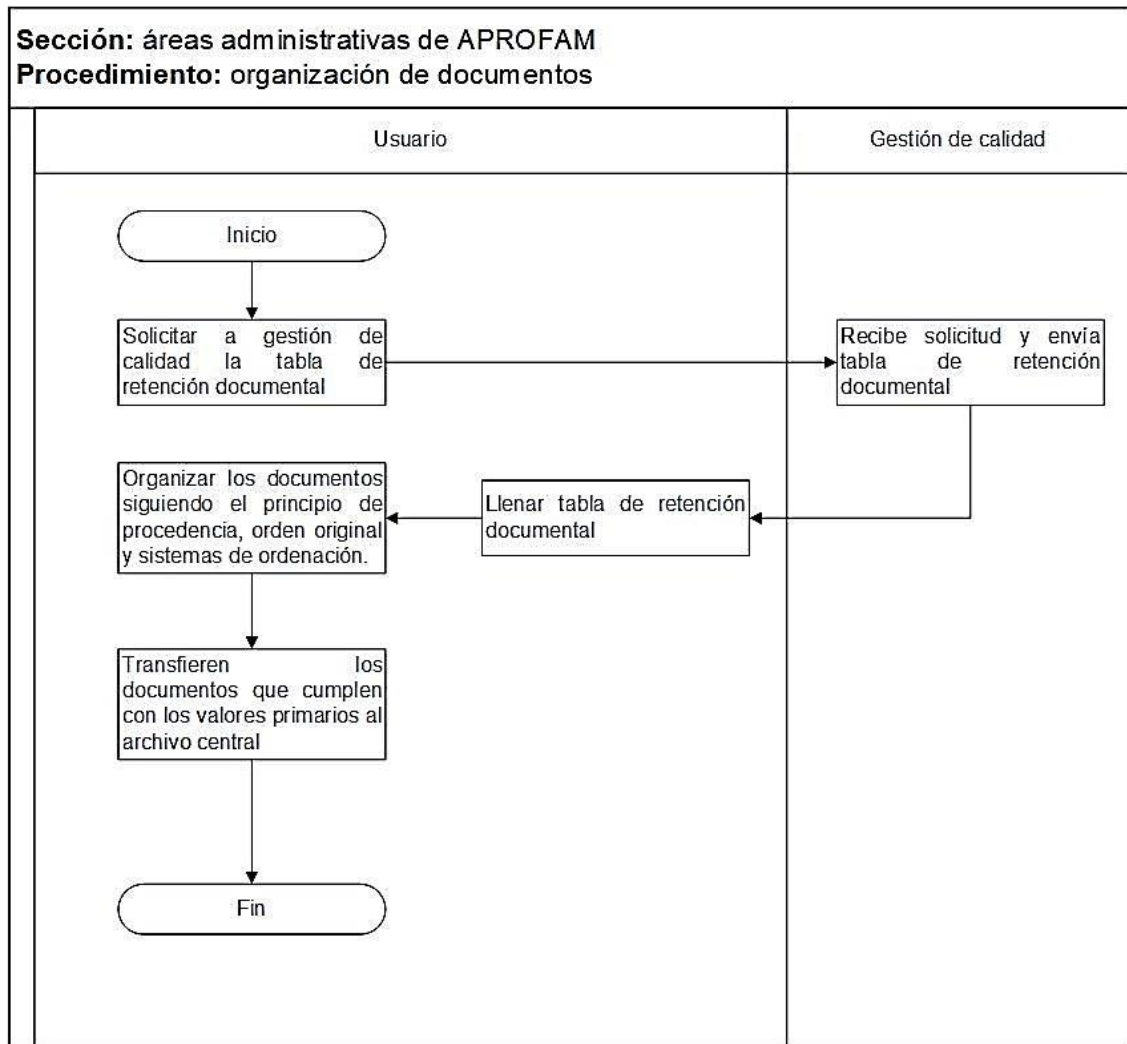 Sección: áreas administrativas de APROFAM
Procedimiento: organización de documentos
Usuario
Gestión de calidad
Inicio
Solicitar a gestión de
calidad la tabla de
retención documental
Recibe solicitud y envía
tabla de retención
documental
Llenar tabla de retención
documental
Organizar los documentos
siguiendo el principio de
procedencia, orden original
y sistemas de ordenación.
Transfieren los
documentos que cumplen
con los valores primarios al
archivo central
Fin